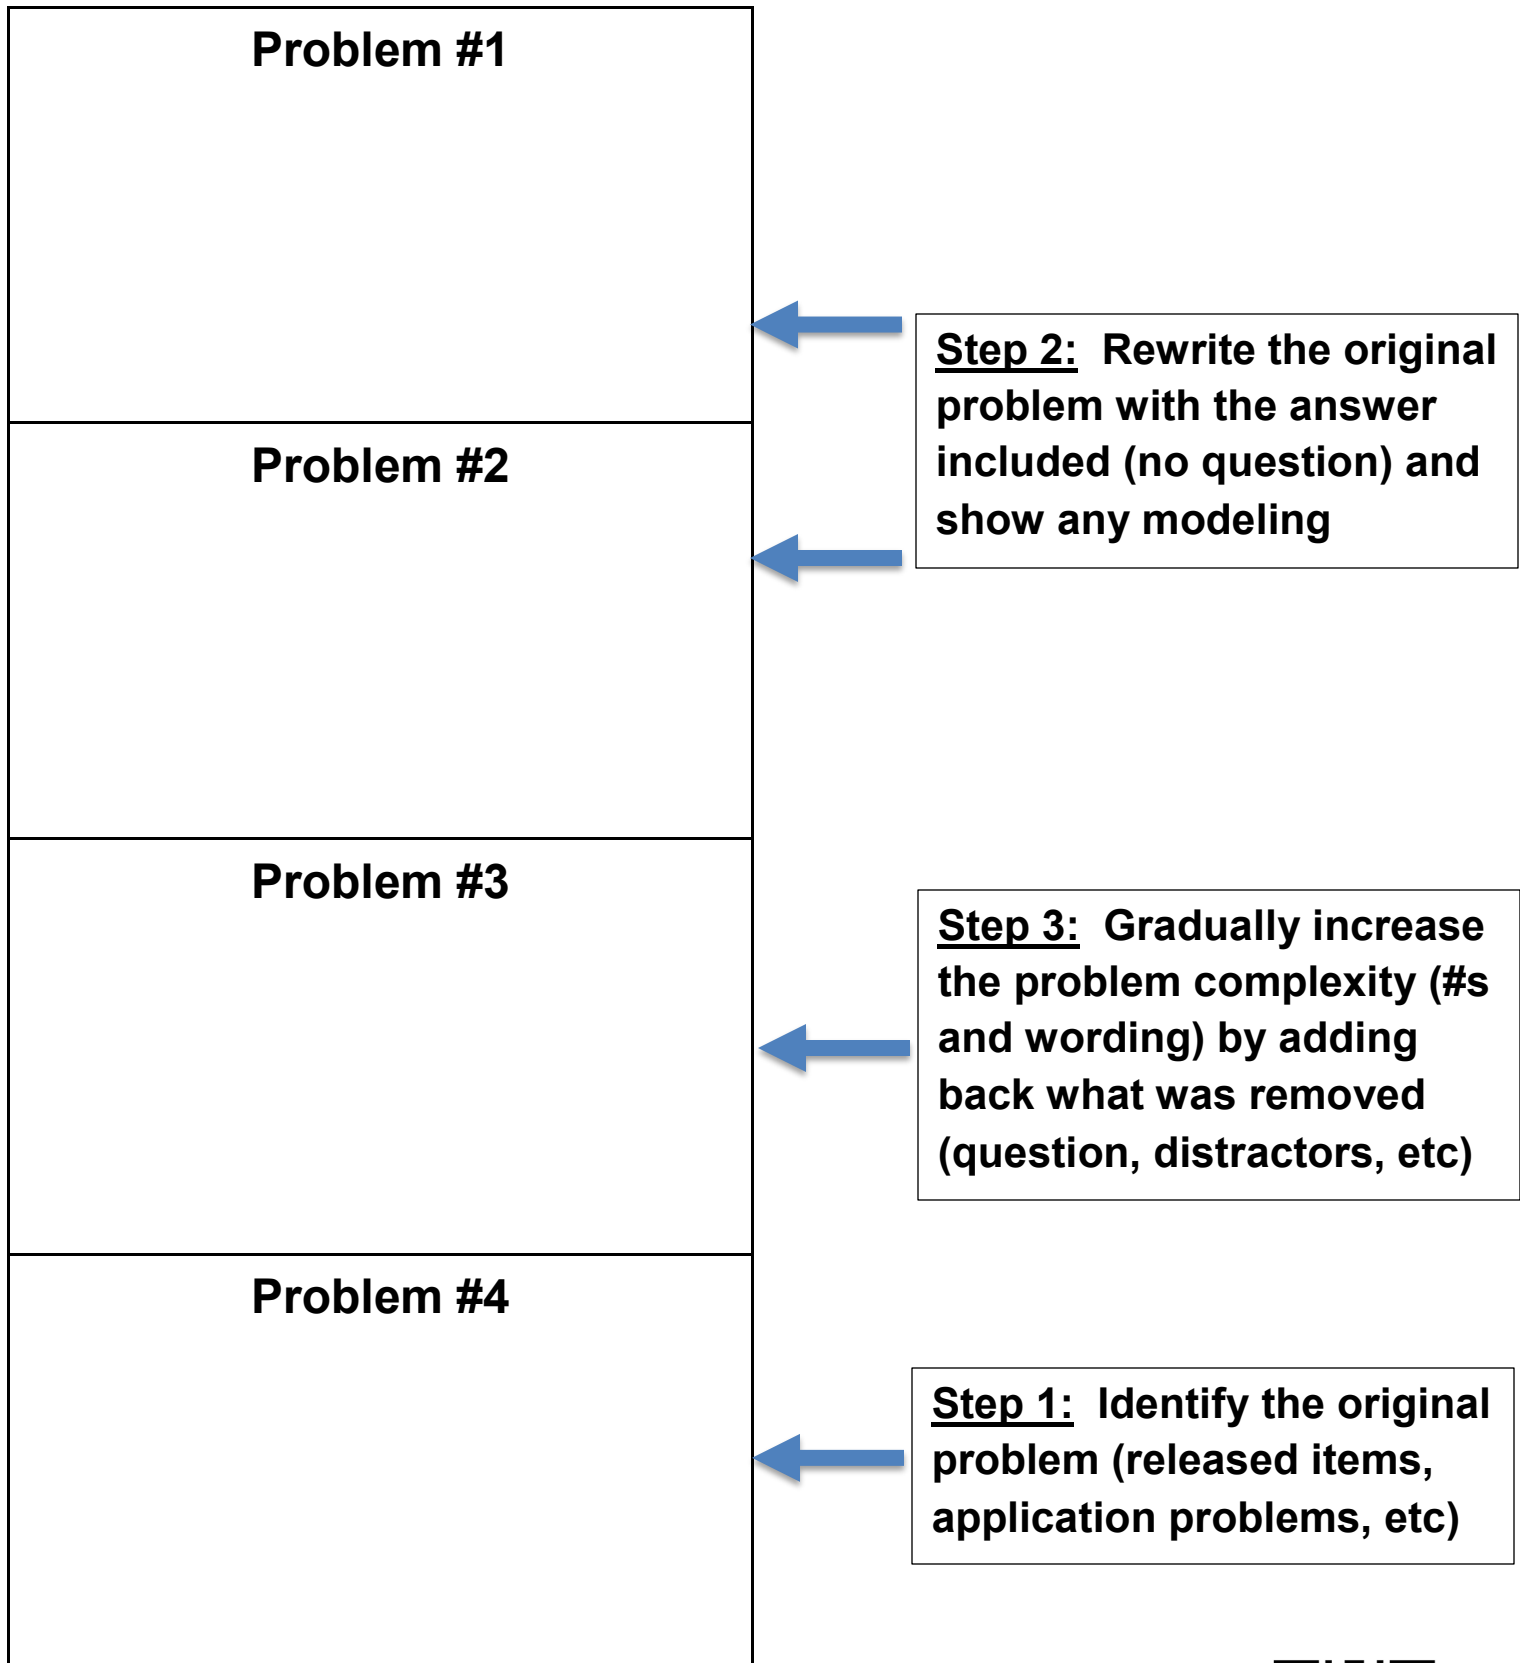 Problem #1
Step 2: Rewrite the original
problem with the answer
included (no question) and
show any modeling
Problem #2
Problem #3
Step 3: Gradually increase
the problem complexity (#s
and wording) by adding
back what was removed
(question, distractors, etc)
Problem #4
Step 1: Identify the original
problem (released items,
application problems, etc)